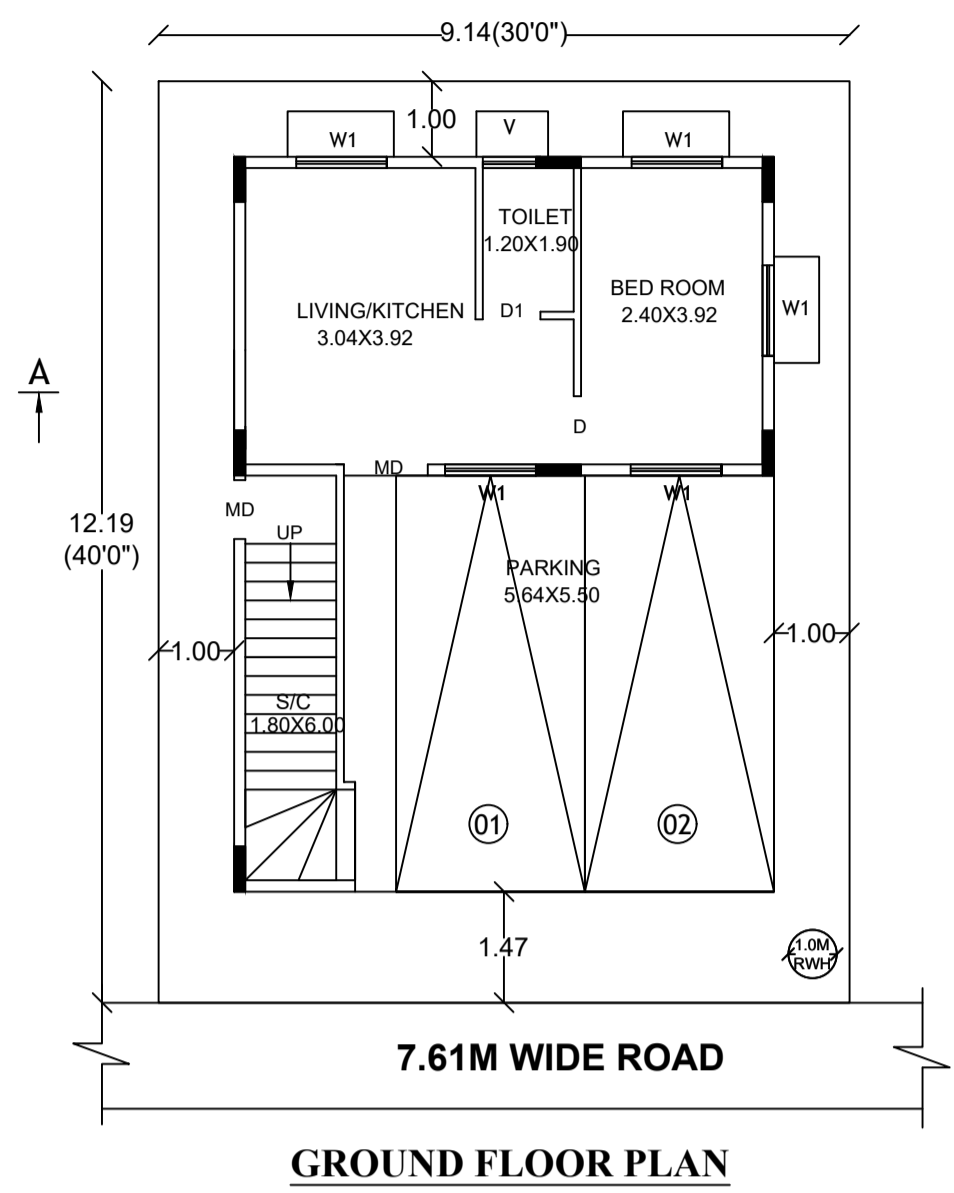 9.14(30'0")
1.00
W1
V
W1
TOILET
1.20X1.90
BED ROOM
2.40X3.92
W1
LIVING/KITCHEN
3.04X3.92
D1
A
D
MD
W1
W1
MD
12.19
(40'0")
UP
PARKING
5.64X5.50
1.00
1.00
S/C
1.80X6.00
01
02
1.47
1.0M
RWH
7.61M WIDE ROAD
GROUND FLOOR PLAN